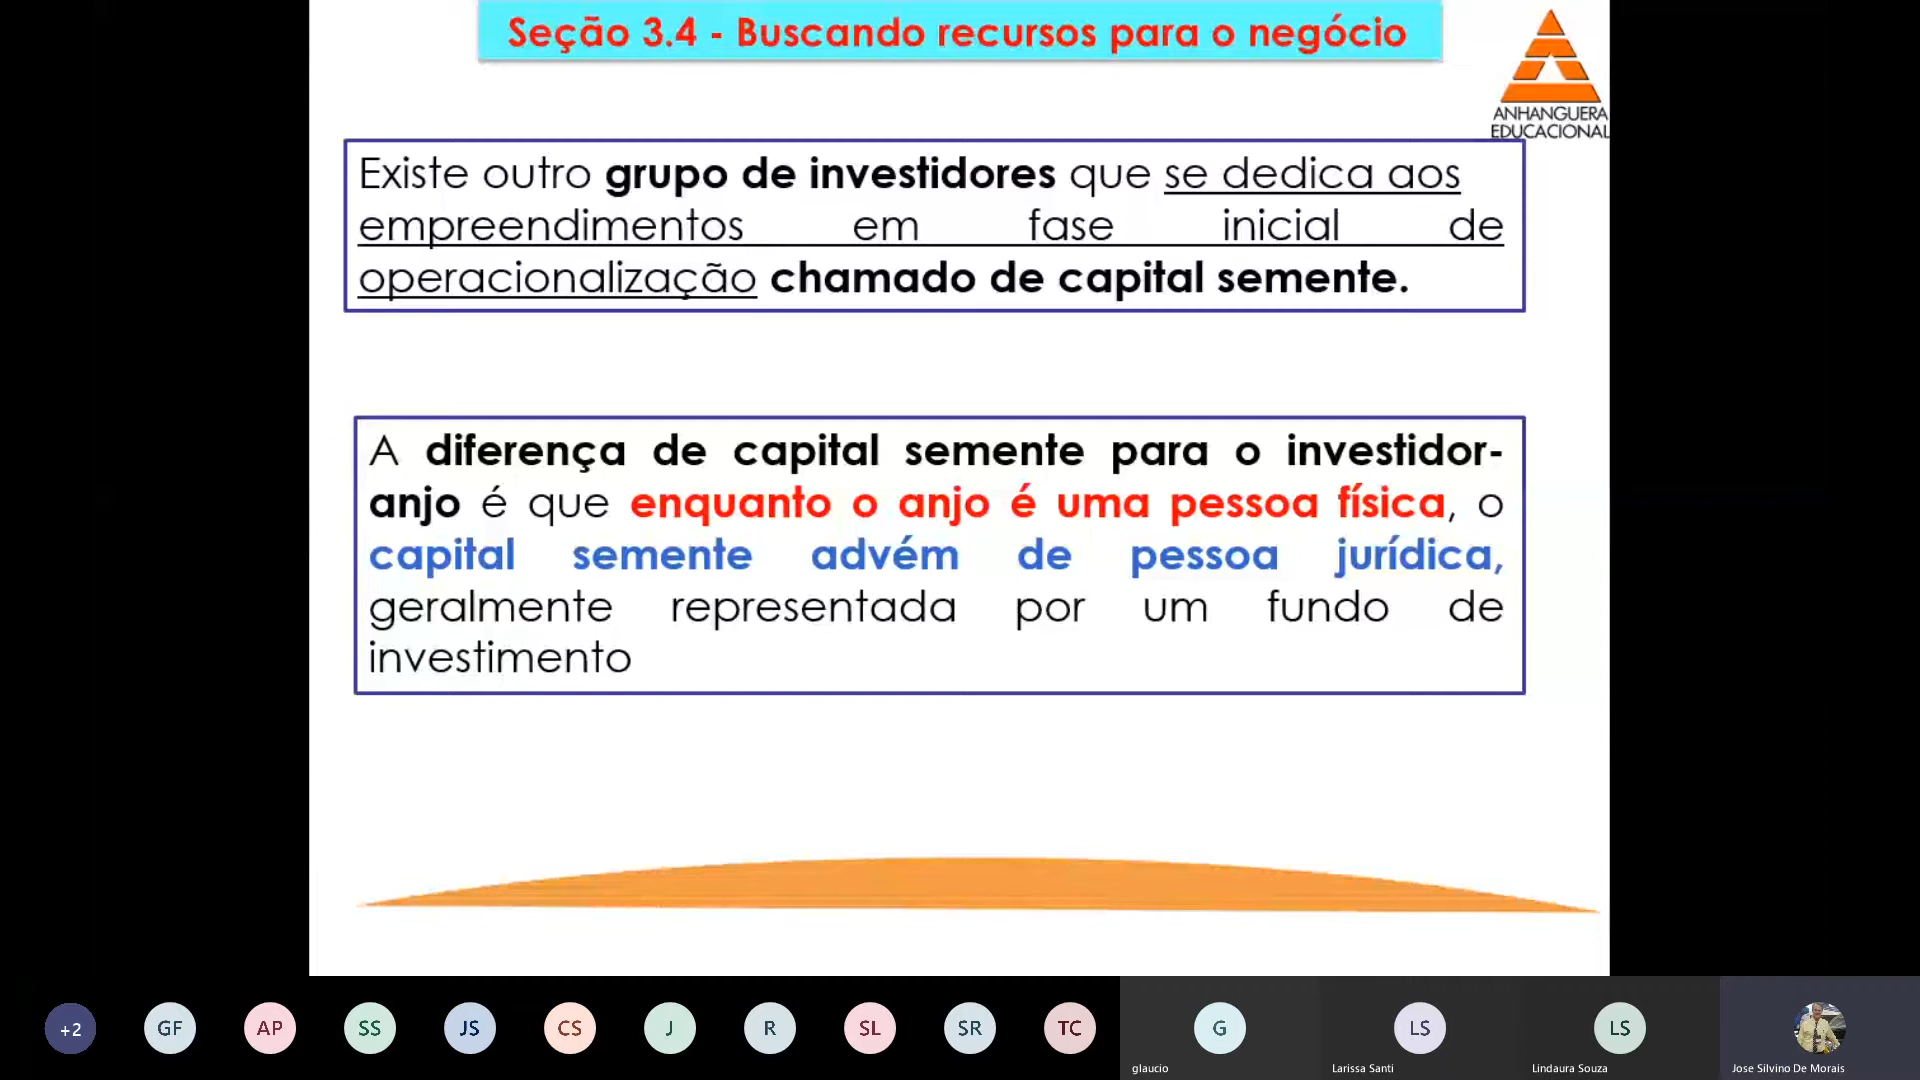 Seção 3.4 - Buscando recursos para o negócio
ANHANGUERA
EDUCACIONAL
Existe outro grupo de investidores que se dedica aos
empreendimentos em fase inicial de
operacionalização chamado de capital semente.
A diferença de capital semente para o investidor-
anjo é que enquanto o anjo é uma pessoa física, o
capital semente advém de pessoa jurídica,
geralmente representada por um fundo de
investimento
+2 GF AP SS JS CS J R SL SR TC G LS LS
glaucio Larissa Santi Lindaura Souza Jose Silvino De Morais